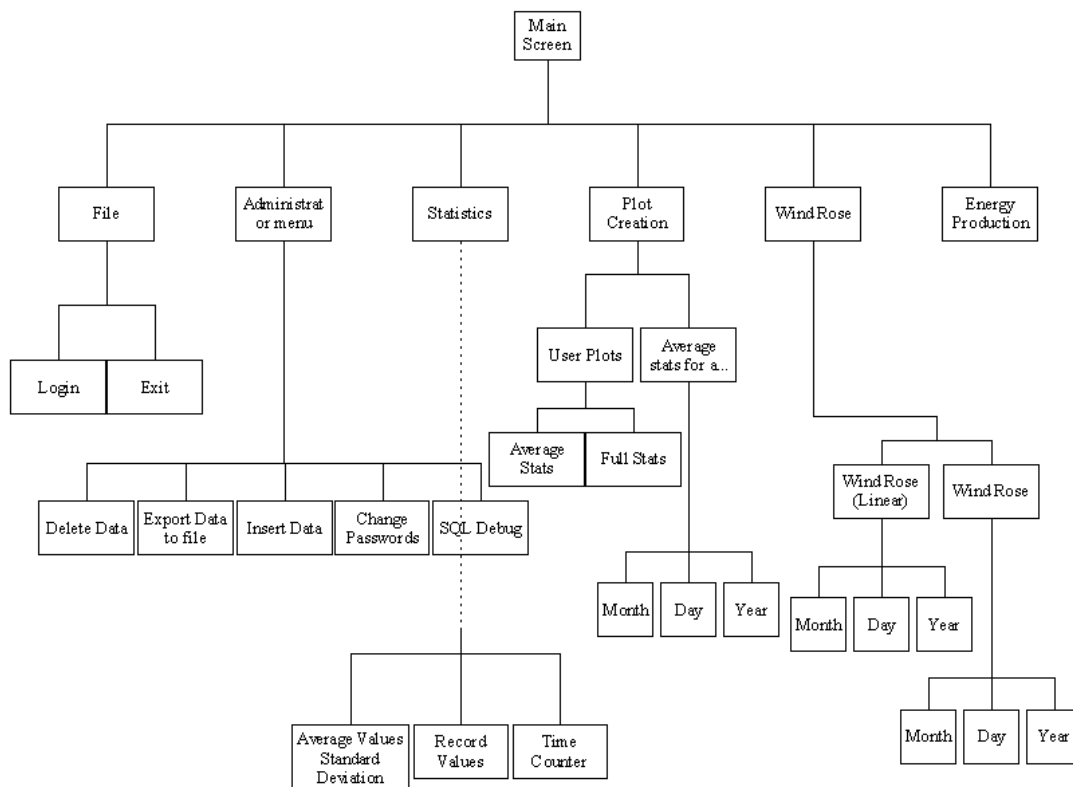 Main
Screen
File
Administrat
or menu
Statistics
Plot
Creation
Wind Rose
Energy
Production
Login
Exit
User Plots
Average
stats for a...
Average
Stats
Full Stats
Wind Rose
(Linear)
Wind Rose
Delete Data
Export Data
to file
Insert Data
Change
Passwords
SQL Debug
Month
Day
Year
Month
Day
Year
Month
Day
Year
Average Values
Standard
Deviation
Record
Values
Time
Counter